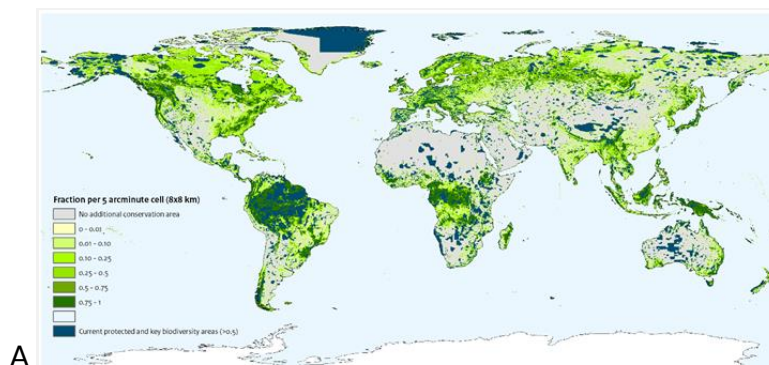 Fraction per 5 arcminute cell (8x8 km)
No additional conservation area
0 - 0.01
0.01 - 0.10
0.10 - 0.25
0.25 - 0.5
0.5 - 0.75
0.75 - 1
Current protected and key biodiversity areas (>0.5)
A